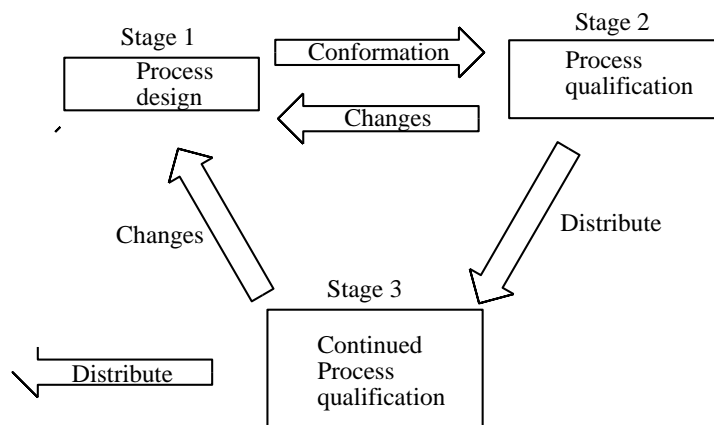 Stage 1
Stage 2
Process
design
Conformation
Process
qualification
Changes
Changes
Distribute
Stage 3
Continued
Process
qualification
Distribute